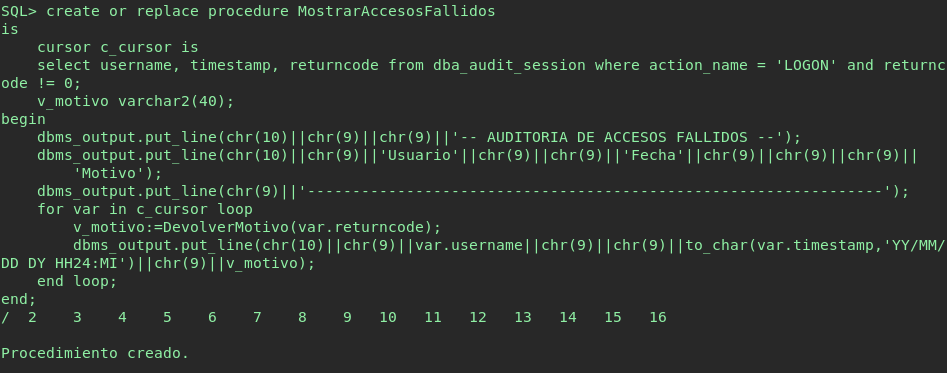 SQL> create or replace procedure MostrarAccesosFallidos
is
    cursor c_cursor is
    select username, timestamp, returncode from dba_audit_session where action_name = 'LOGON' and returnc
ode != 0;
    v_motivo varchar2(40);
begin
    dbms_output.put_line(chr(10)||chr(9)||chr(9)||'-- AUDITORIA DE ACCESOS FALLIDOS --');
    dbms_output.put_line(chr(10)||chr(9)||'Usuario'||chr(9)||chr(9)||'Fecha'||chr(9)||chr(9)||chr(9)||
        'Motivo');
    dbms_output.put_line(chr(9)||'----------------------------------------------------------------');
    for var in c_cursor loop
        v_motivo:=DevolverMotivo(var.returncode);
        dbms_output.put_line(chr(10)||chr(9)||var.username||chr(9)||chr(9)||to_char(var.timestamp,'YY/MM/
DD DY HH24:MI')||chr(9)||v_motivo);
    end loop;
end;
/  2    3    4    5    6    7    8    9   10   11   12   13   14   15   16
Procedimiento creado.